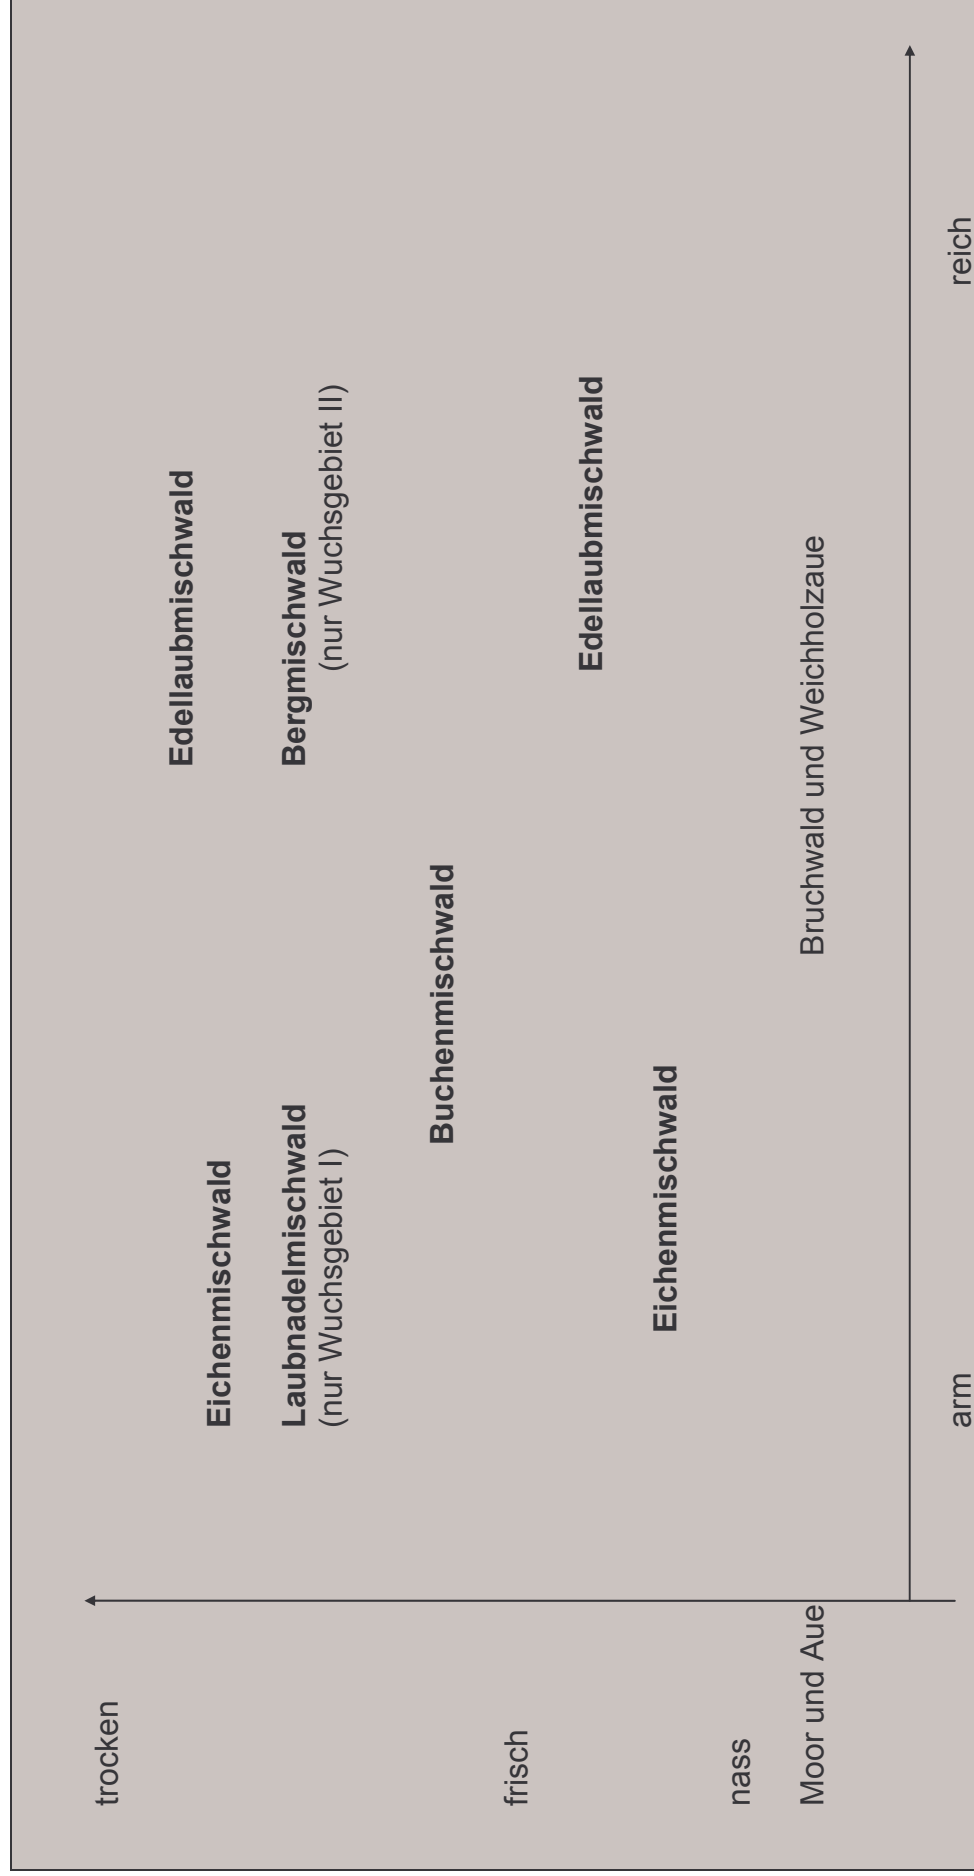 trocken
Edellaubmischwald
Eichenmischwald
Laubnadelmischwald
(nur Wuchsgebiet I)
Bergmischwald
(nur Wuchsgebiet II)
Buchenmischwald
frisch
Edellaubmischwald
Eichenmischwald
nass
Moor und Aue
Bruchwald und Weichholzaue
arm
reich